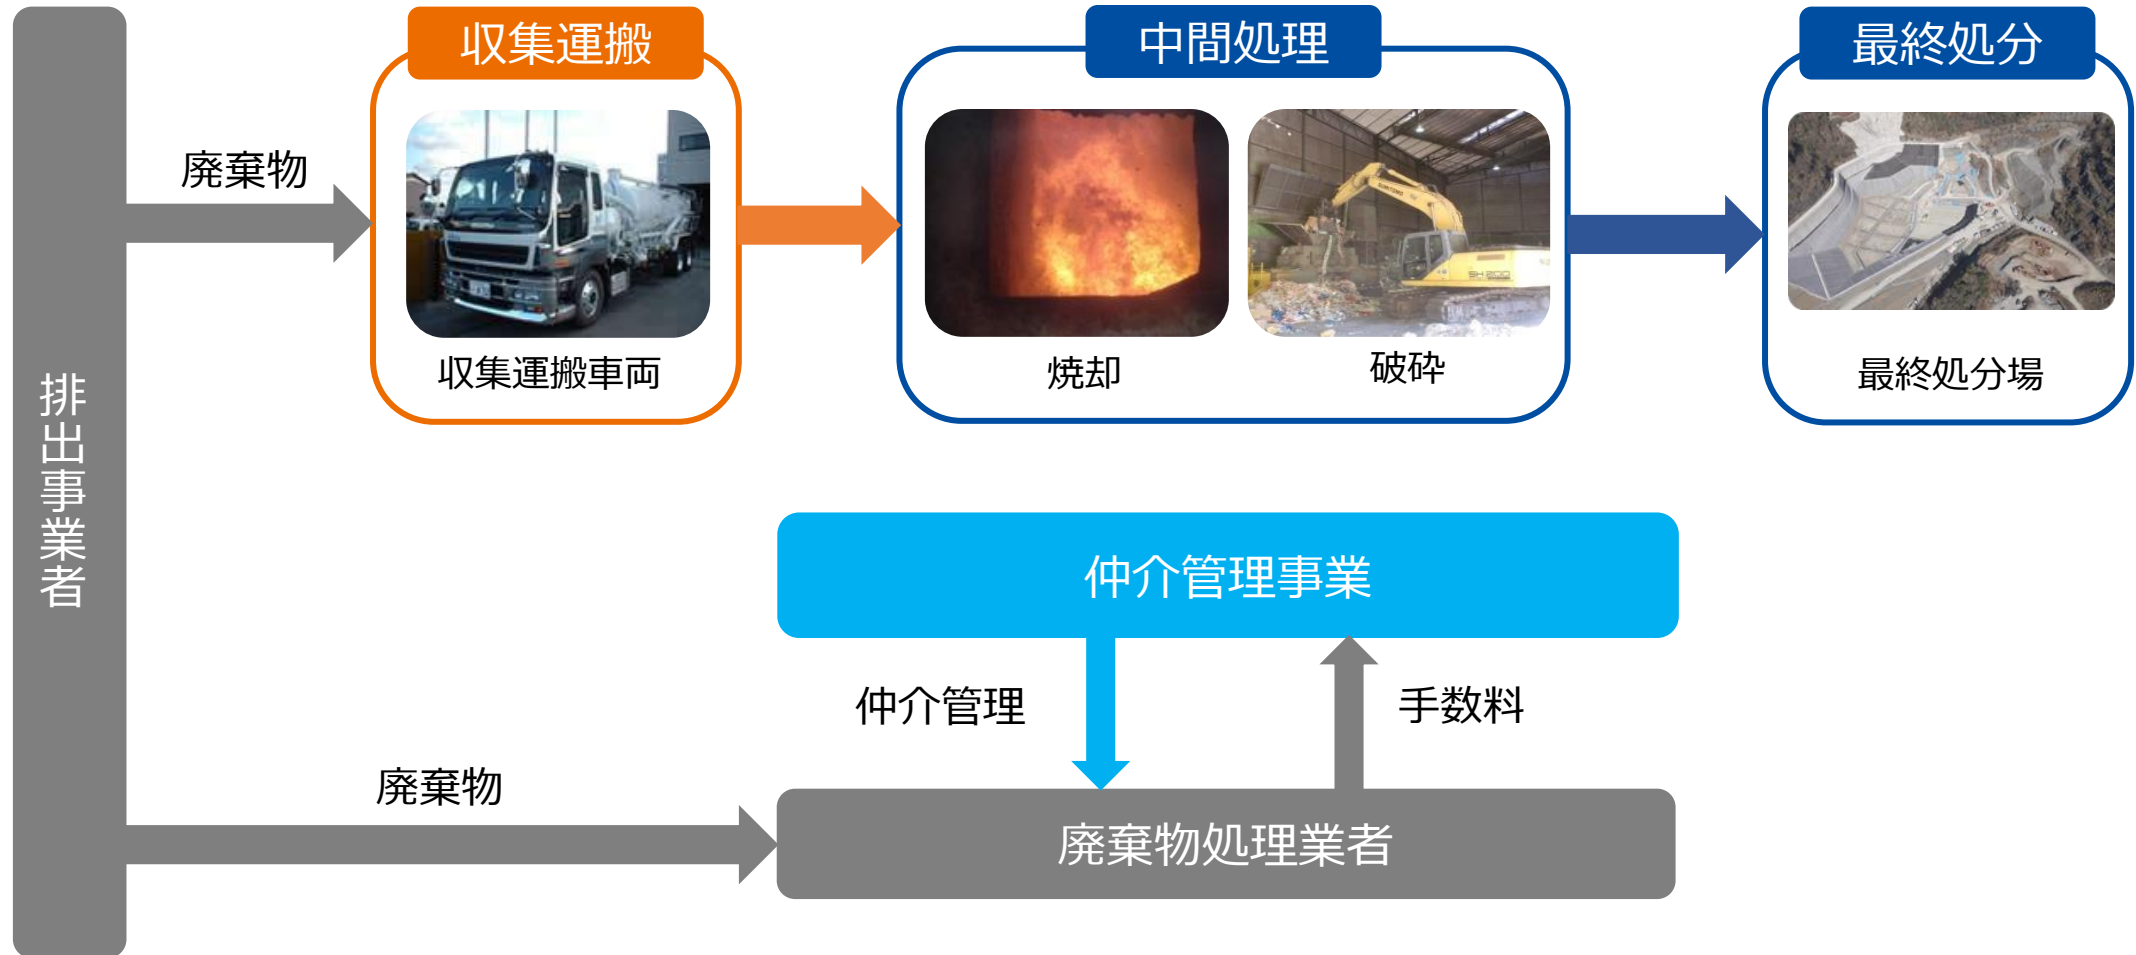 収集運搬
中間処理
最終処分
廃棄物
収集運搬車両
焼却
破砕
最終処分場
排出事業者
仲介管理事業
仲介管理
手数料
廃棄物
廃棄物処理業者
SUMITOMO
SH200